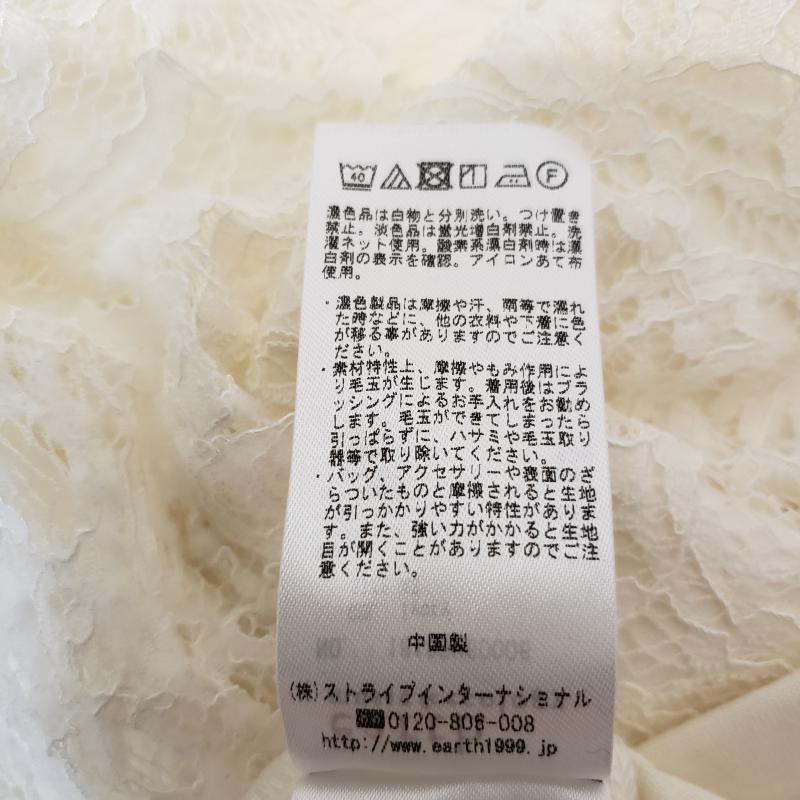 40 F
濃色品は白物と分別洗い。つけ置き
禁止。淡色品は蛍光増白剤禁止。洗
濯ネット使用。酸素系漂白剤時は漂
白剤の表示を確認。アイロンあて布
使用。
・濃色製品は摩擦や汗、雨等で濡れ
た時などに、他の衣料や下着に色
が移る事がありますのでご注意く
ださい。
・素材特性上、摩擦やもみ作用によ
り毛玉が生じます。着用後はブラ
ッシングによるお手入れをお勧め
します。毛玉ができてしまったら
引っぱらずに、ハサミや毛玉取り
器等で取り除いてください。
・バッグ、アクセサリーや表面のざ
らついたものと摩擦されると生地
が引っかかりやすい特性がありま
す。また、強い力がかかると生地
目が開くことがありますのでご注
意ください。
中国製
(株)ストライプインターナショナル
0120-806-008
http://www.earth1999.jp